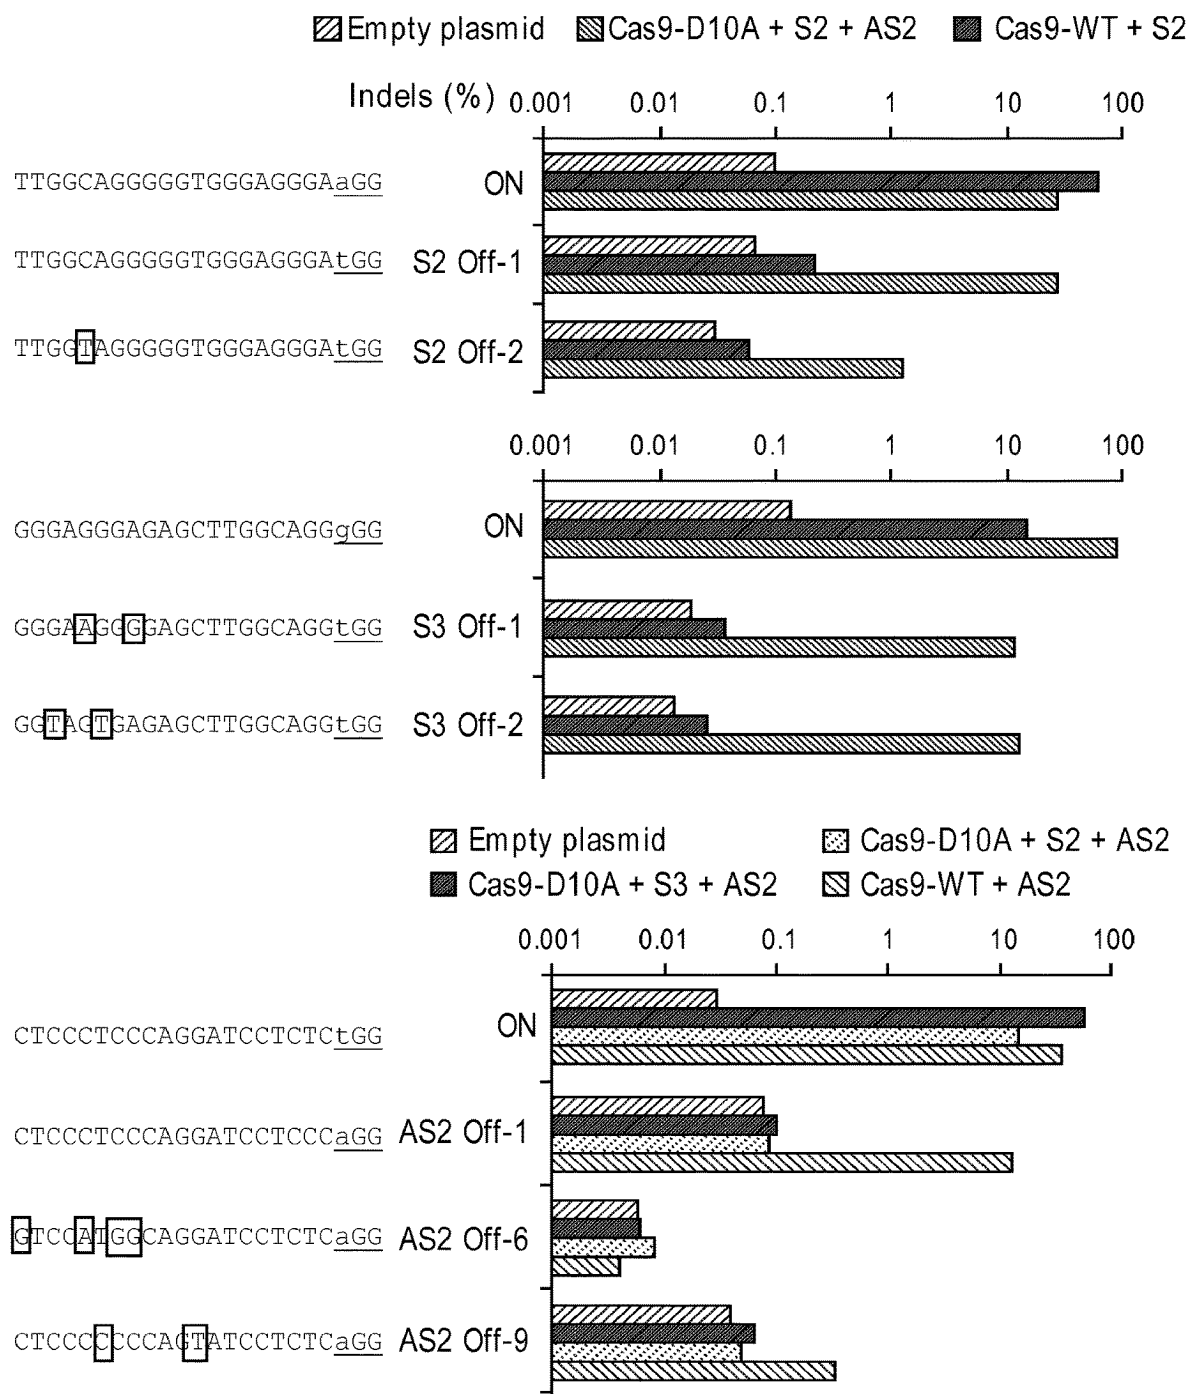 Empty plasmid Cas9-D10A + S2 + AS2 Cas9-WT + S2
Indels (%) 0.001 0.01 0.1 1 10 100
TTGGCAGGGGGTGGGAGGGAaGG ON
TTGGCAGGGGGTGGGAGGGAtGG S2 Off-1
TTGGTAGGGGGTGGGAGGGAtGG S2 Off-2
0.001 0.01 0.1 1 10 100
GGGAGGGAGAGCTTGGCAGGgGG ON
GGGAAGGGGAGCTTGGCAGGtGG S3 Off-1
GGTAGTGAGAGCTTGGCAGGtGG S3 Off-2
Empty plasmid Cas9-D10A + S2 + AS2
Cas9-D10A + S3 + AS2 Cas9-WT + AS2
0.001 0.01 0.1 1 10 100
CTCCCTCCCAGGATCCTCTCtGG ON
CTCCCTCCCAGGATCCTCCCaGG AS2 Off-1
GTCCATGGCAGGATCCTCTCaGG AS2 Off-6
CTCCCCCCCAGTATCCTCTCaGG AS2 Off-9